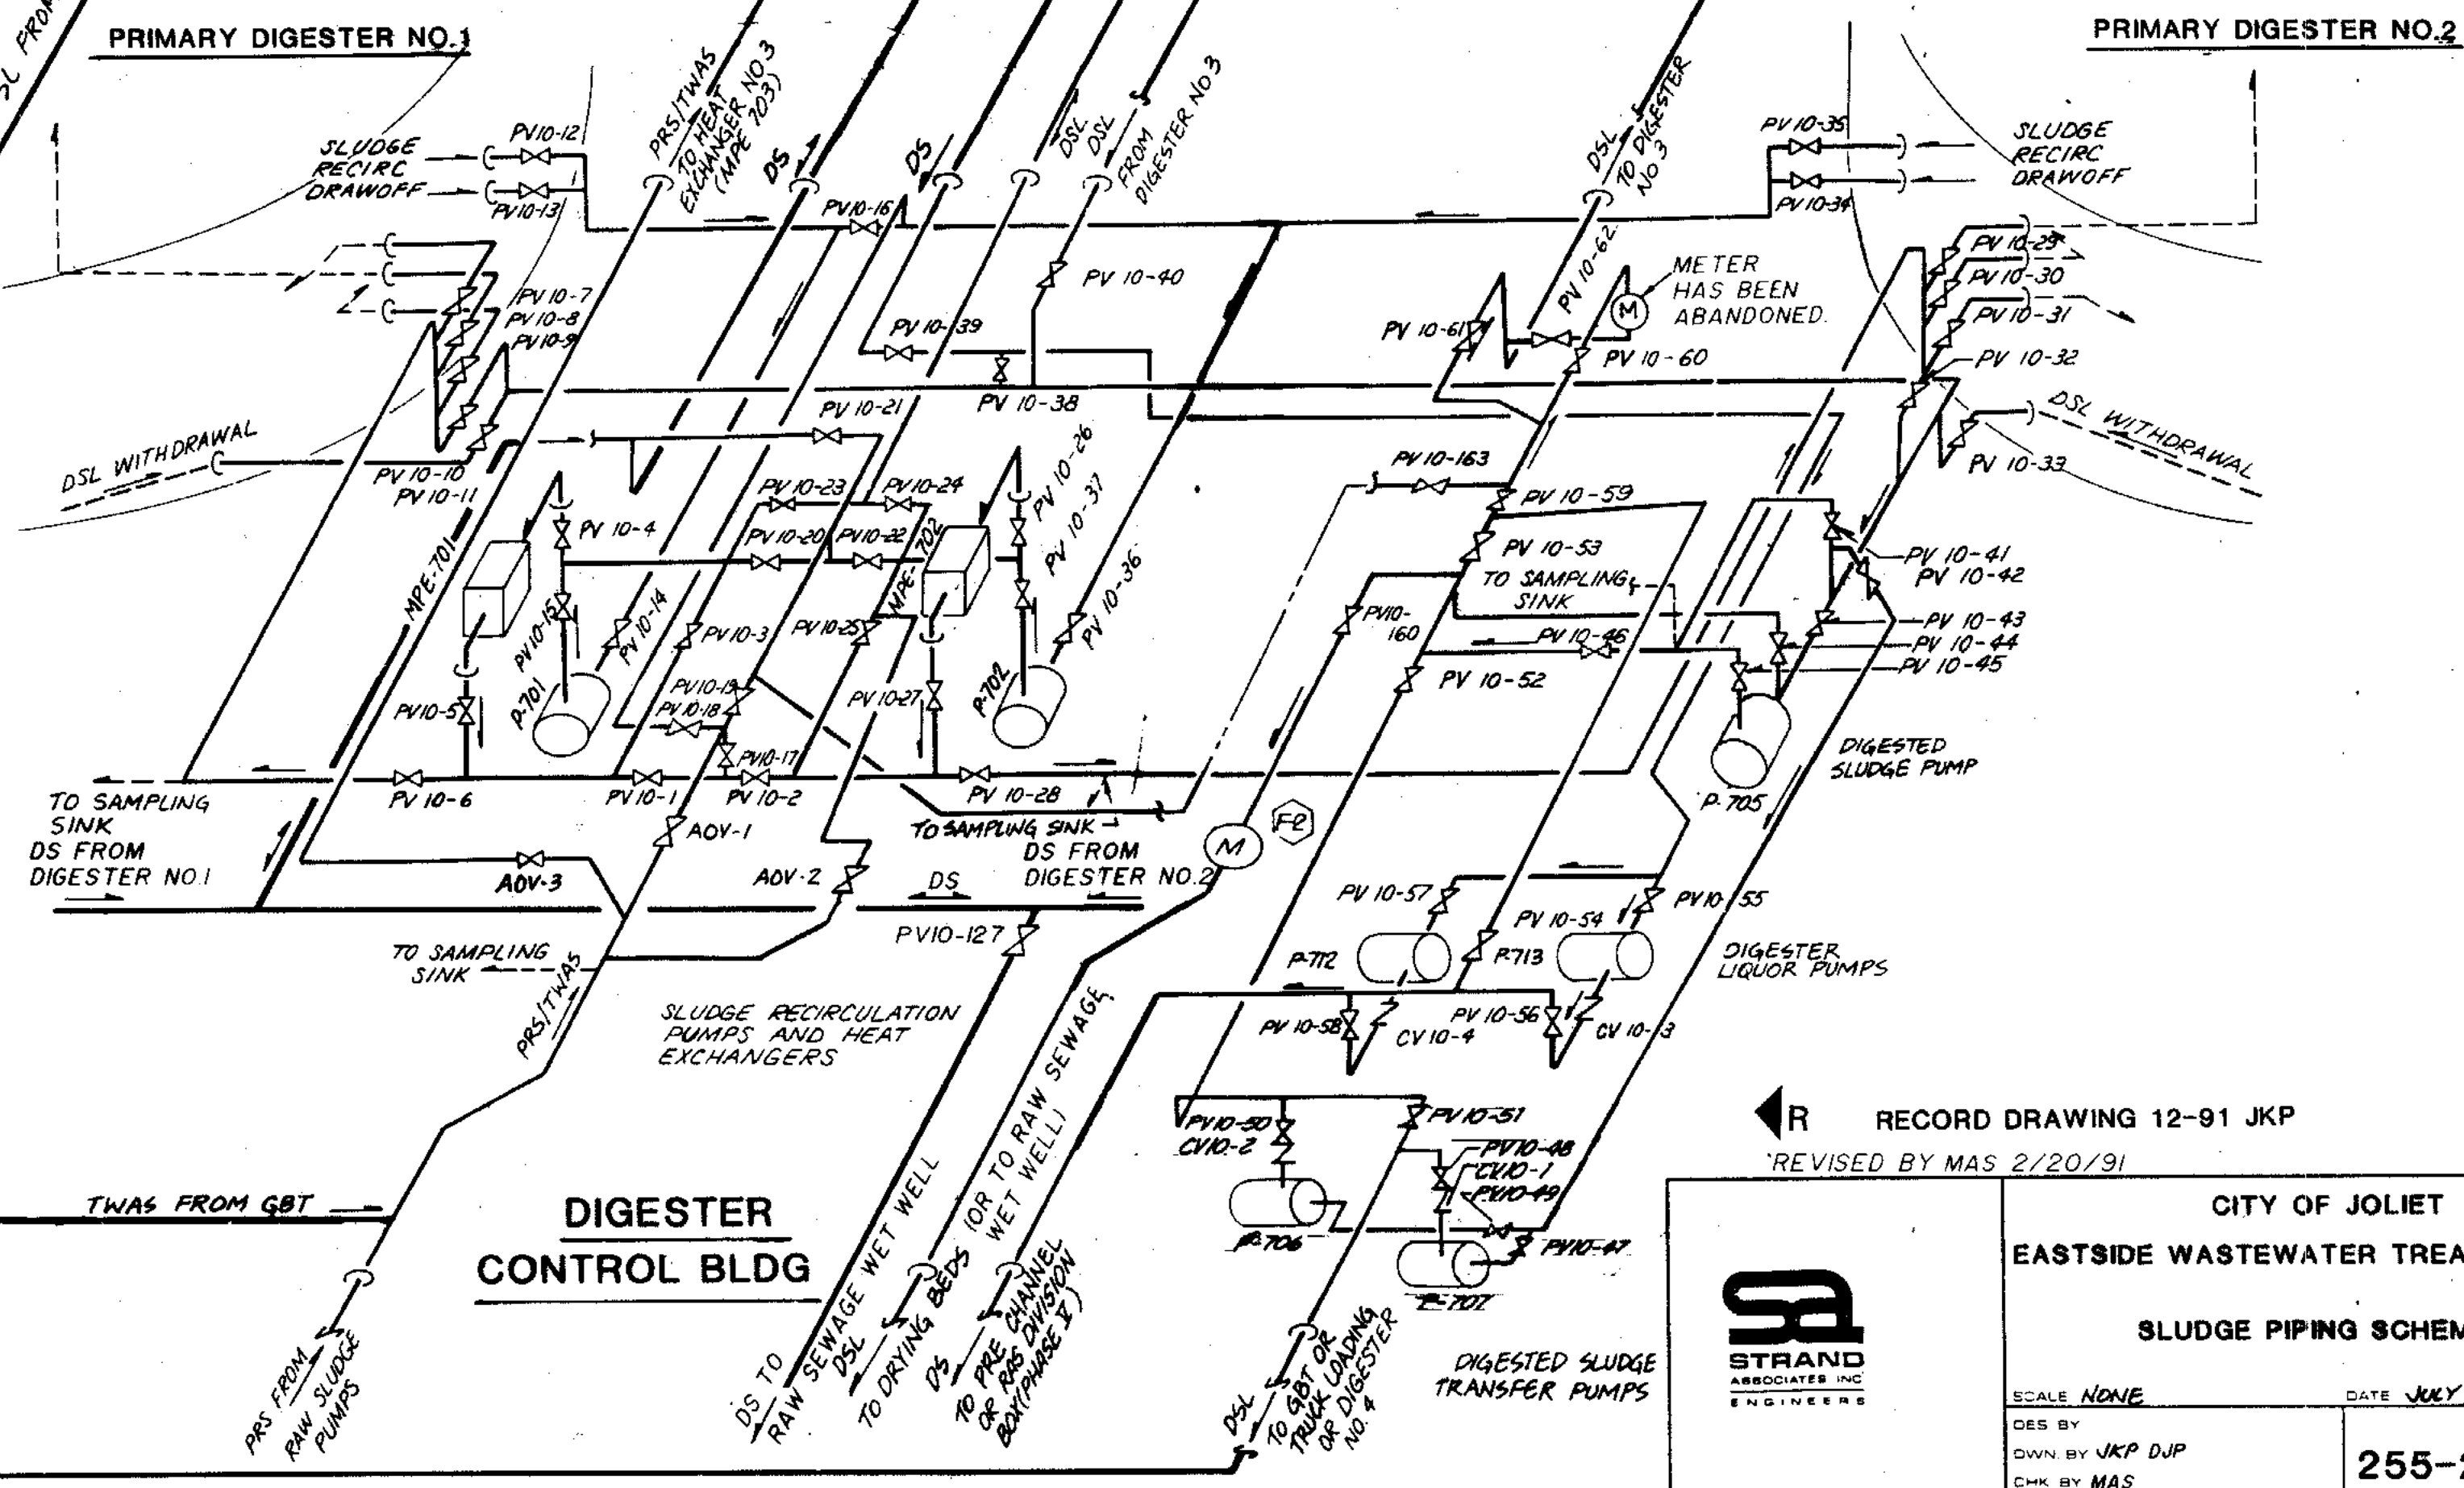 SL FROM
PRIMARY DIGESTER NO.1
PRIMARY DIGESTER NO.2
SLUDGE
RECIRC
DRAWOFF
PV10-12
PV10-13
PRS/TWAS
TO HEAT
EXCHANGER NO.3
(MPE 703)
DS
DS
DSL
DSL
FROM
DIGESTER NO 3
DSL
TO DIGESTER
NO 3
PV 10-35
PV 10-34
SLUDGE
RECIRC
DRAWOFF
PV10-16
PV 10-40
PV 10-39
PV 10-38
PV 10-62
PV 10-61
PV 10-60
M
METER
HAS BEEN
ABANDONED.
PV 10-29
PV 10-30
PV 10-31
PV 10-32
PV 10-33
DSL WITHDRAWAL
PV 10-7
PV 10-8
PV 10-9
DSL WITHDRAWAL
PV 10-10
PV 10-11
PV 10-21
PV 10-23
PV 10-24
PV 10-26
PV 10-37
PV 10-36
PV 10-163
PV 10-59
PV 10-4
PV 10-20
PV 10-22
MPE-701
MPE-702
PV 10-53
TO SAMPLING
SINK
PV 10-41
PV 10-42
PV 10-43
PV 10-44
PV 10-45
PV10-15
PV10-14
PV10-3
PV10-25
PV10-
160
PV 10-46
PV 10-52
PV10-5
P-701
PV10-19
PV10-18
PV10-17
PV10-27
P-702
DIGESTED
SLUDGE PUMP
P-705
PV 10-6
PV 10-1
PV 10-2
PV 10-28
TO SAMPLING
SINK
DS FROM
DIGESTER NO.1
AOV-1
TO SAMPLING SINK
DS FROM
DIGESTER NO.2
M
FE
AOV-3
AOV-2
DS
PV 10-57
PV 10-54
PV10-55
PV10-127
TO SAMPLING
SINK
PRS/TWAS
P-712
P-713
DIGESTER
LIQUOR PUMPS
SLUDGE RECIRCULATION
PUMPS AND HEAT
EXCHANGERS
PV 10-58
CV 10-4
PV 10-56
CV 10-3
PV10-50
CV10-2
PV10-51
PV10-48
CV10-1
PV10-49
PV10-47
P-706
P-707
DIGESTED SLUDGE
TRANSFER PUMPS
TWAS FROM GBT
DIGESTER
CONTROL BLDG
PRS FROM
RAW SLUDGE
PUMPS
DS TO
RAW SEWAGE WET WELL
DSL
TO DRYING BEDS (OR TO RAW SEWAGE
WET WELL)
DS
TO PRE CHANNEL
OR RAS DIVISION
BOX (PHASE V)
DSL
TO GBT OR
TRUCK LOADING
OR DIGESTER
NO. 4
R RECORD DRAWING 12-91 JKP
REVISED BY MAS 2/20/91
sa
STRAND
ASSOCIATES INC
ENGINEERS
CITY OF JOLIET
EASTSIDE WASTEWATER TREA
SLUDGE PIPING SCHEM
SCALE NONE
DATE JULY
DES BY
DWN. BY JKP DJP
CHK BY MAS
255-